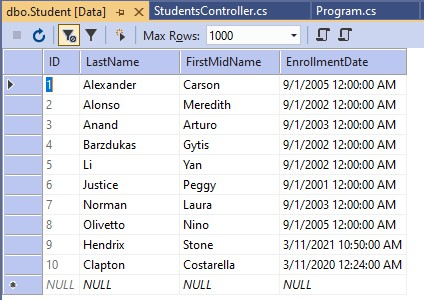 dbo.Student [Data] StudentsController.cs Program.cs
Max Rows: 1000
ID LastName FirstMidName EnrollmentDate
1 Alexander Carson 9/1/2005 12:00:00 AM
2 Alonso Meredith 9/1/2002 12:00:00 AM
3 Anand Arturo 9/1/2003 12:00:00 AM
4 Barzdukas Gytis 9/1/2002 12:00:00 AM
5 Li Yan 9/1/2002 12:00:00 AM
6 Justice Peggy 9/1/2001 12:00:00 AM
7 Norman Laura 9/1/2003 12:00:00 AM
8 Olivetto Nino 9/1/2005 12:00:00 AM
9 Hendrix Stone 3/11/2021 10:50:00 AM
10 Clapton Costarella 3/11/2020 12:24:00 AM
NULL NULL NULL NULL